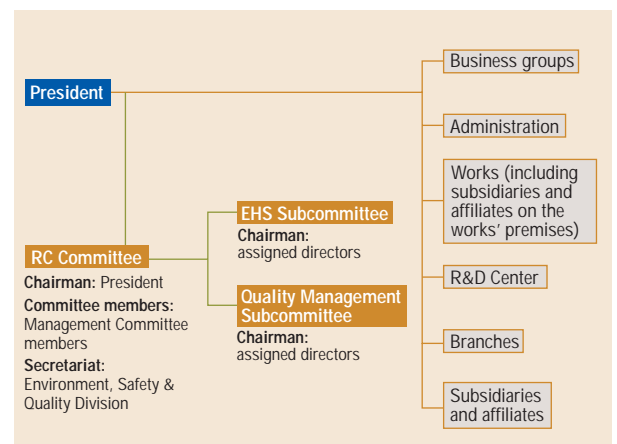 President
RC Committee
Chairman: President
Committee members:
Management Committee
members
Secretariat:
Environment, Safety &
Quality Division
EHS Subcommittee
Chairman:
assigned directors
Quality Management
Subcommittee
Chairman:
assigned directors
Business groups
Administration
Works (including
subsidiaries and
affiliates on the
works’ premises)
R&D Center
Branches
Subsidiaries
and affiliates